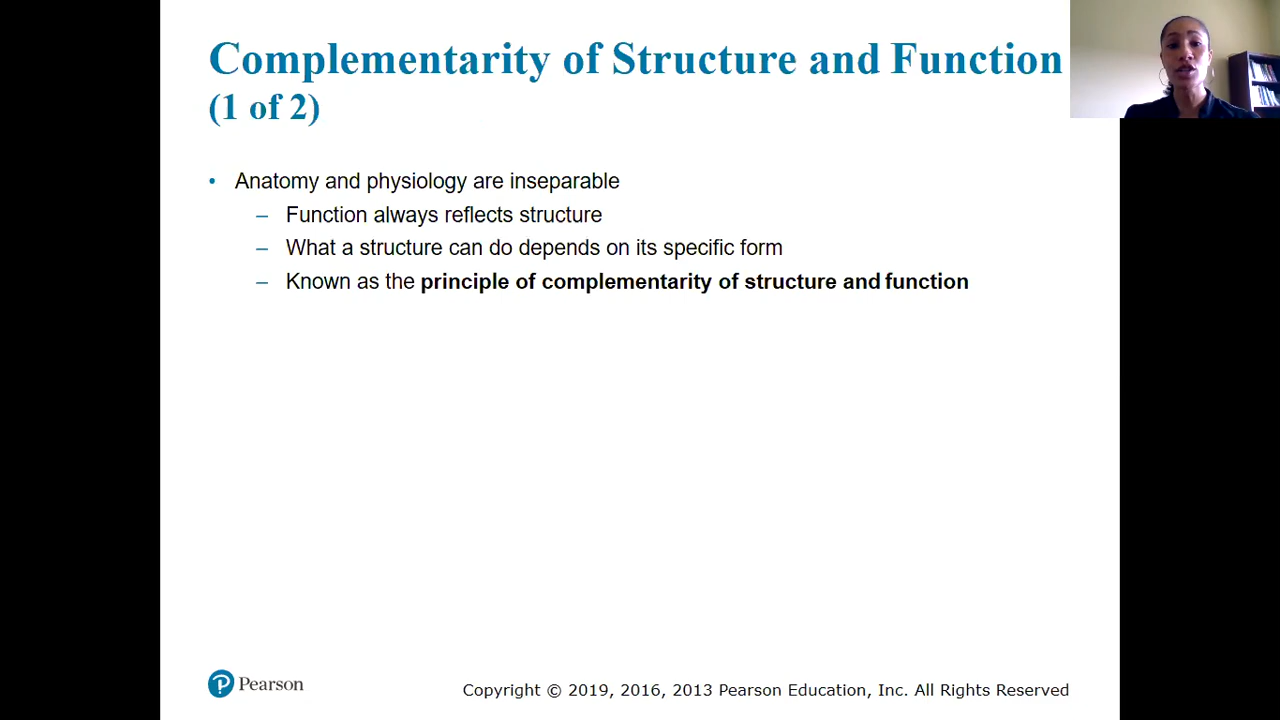 Complementarity of Structure and Function
(1 of 2)
• Anatomy and physiology are inseparable
– Function always reflects structure
– What a structure can do depends on its specific form
– Known as the principle of complementarity of structure and function
Pearson
Copyright © 2019, 2016, 2013 Pearson Education, Inc. All Rights Reserved